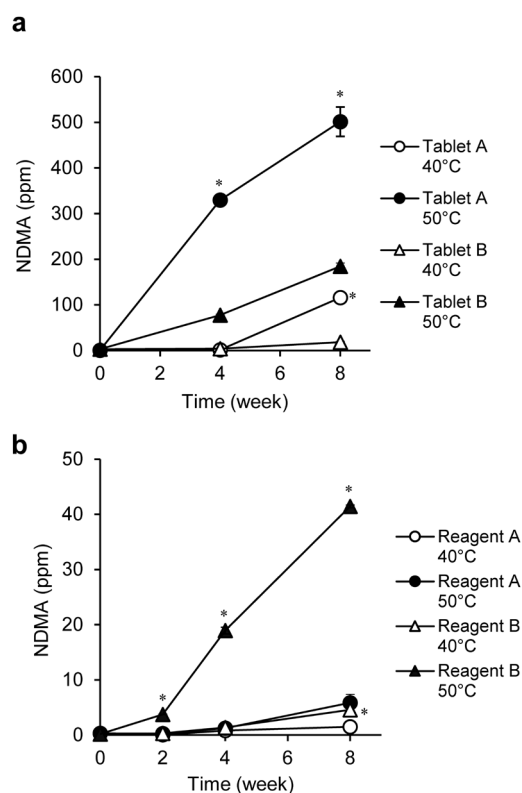 a
600
500
400
300
200
100
0
NDMA (ppm)
*
*
*
0 2 4 6 8
Time (week)
Tablet A
40°C
Tablet A
50°C
Tablet B
40°C
Tablet B
50°C
b
50
40
30
20
10
0
NDMA (ppm)
*
*
*
*
0 2 4 6 8
Time (week)
Reagent A
40°C
Reagent A
50°C
Reagent B
40°C
Reagent B
50°C